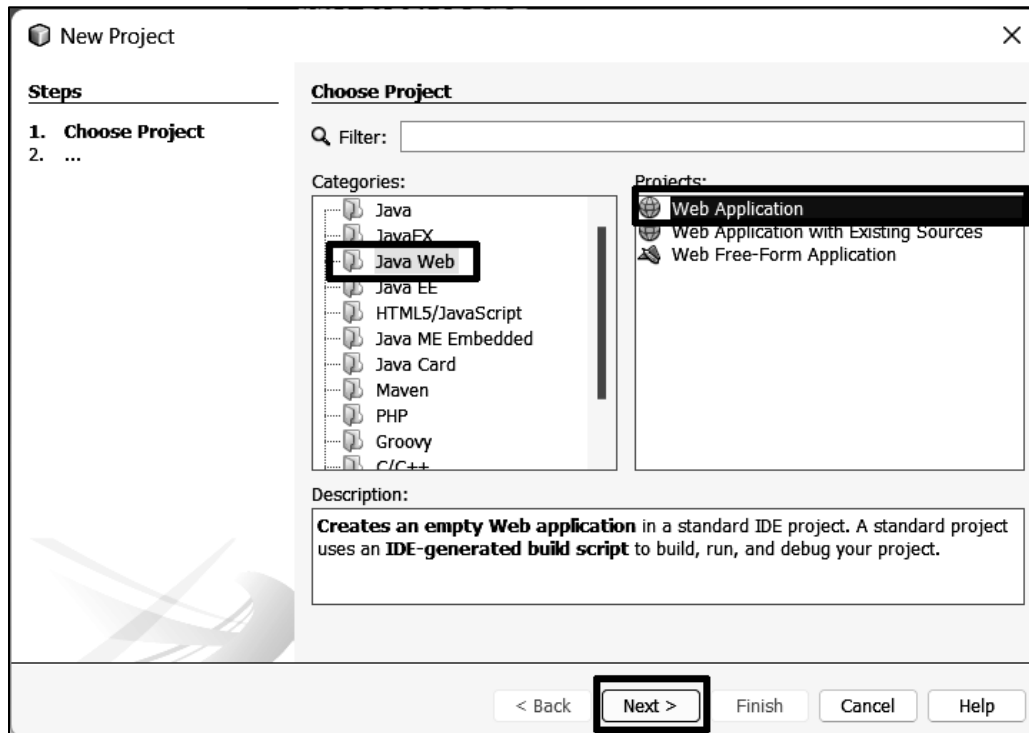 New Project
Steps
1. Choose Project
2. ...
Choose Project
Filter:
Categories:
Java
JavaFX
Java Web
Java EE
HTML5/JavaScript
Java ME Embedded
Java Card
Maven
PHP
Groovy
C/C++
Projects:
Web Application
Web Application with Existing Sources
Web Free-Form Application
Description:
Creates an empty Web application in a standard IDE project. A standard project
uses an IDE-generated build script to build, run, and debug your project.
< Back
Next >
Finish
Cancel
Help